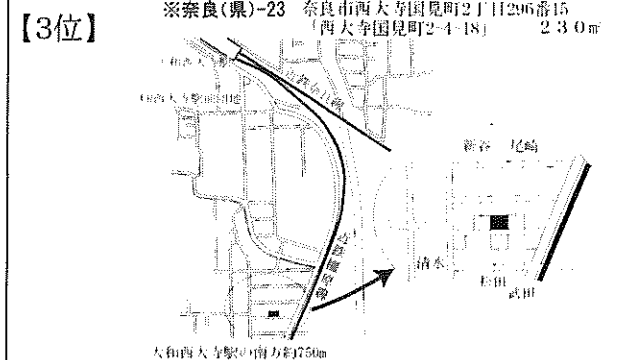 【3位】
※奈良(県)-23 奈良市西大寺国見町2丁目296番15
「西大寺国見町2-4-18」 230㎡
大和西大寺駅
近鉄奈良線
新谷 尾崎
近鉄橿原線
清水
松田
武田
大和西大寺駅の南方約750m